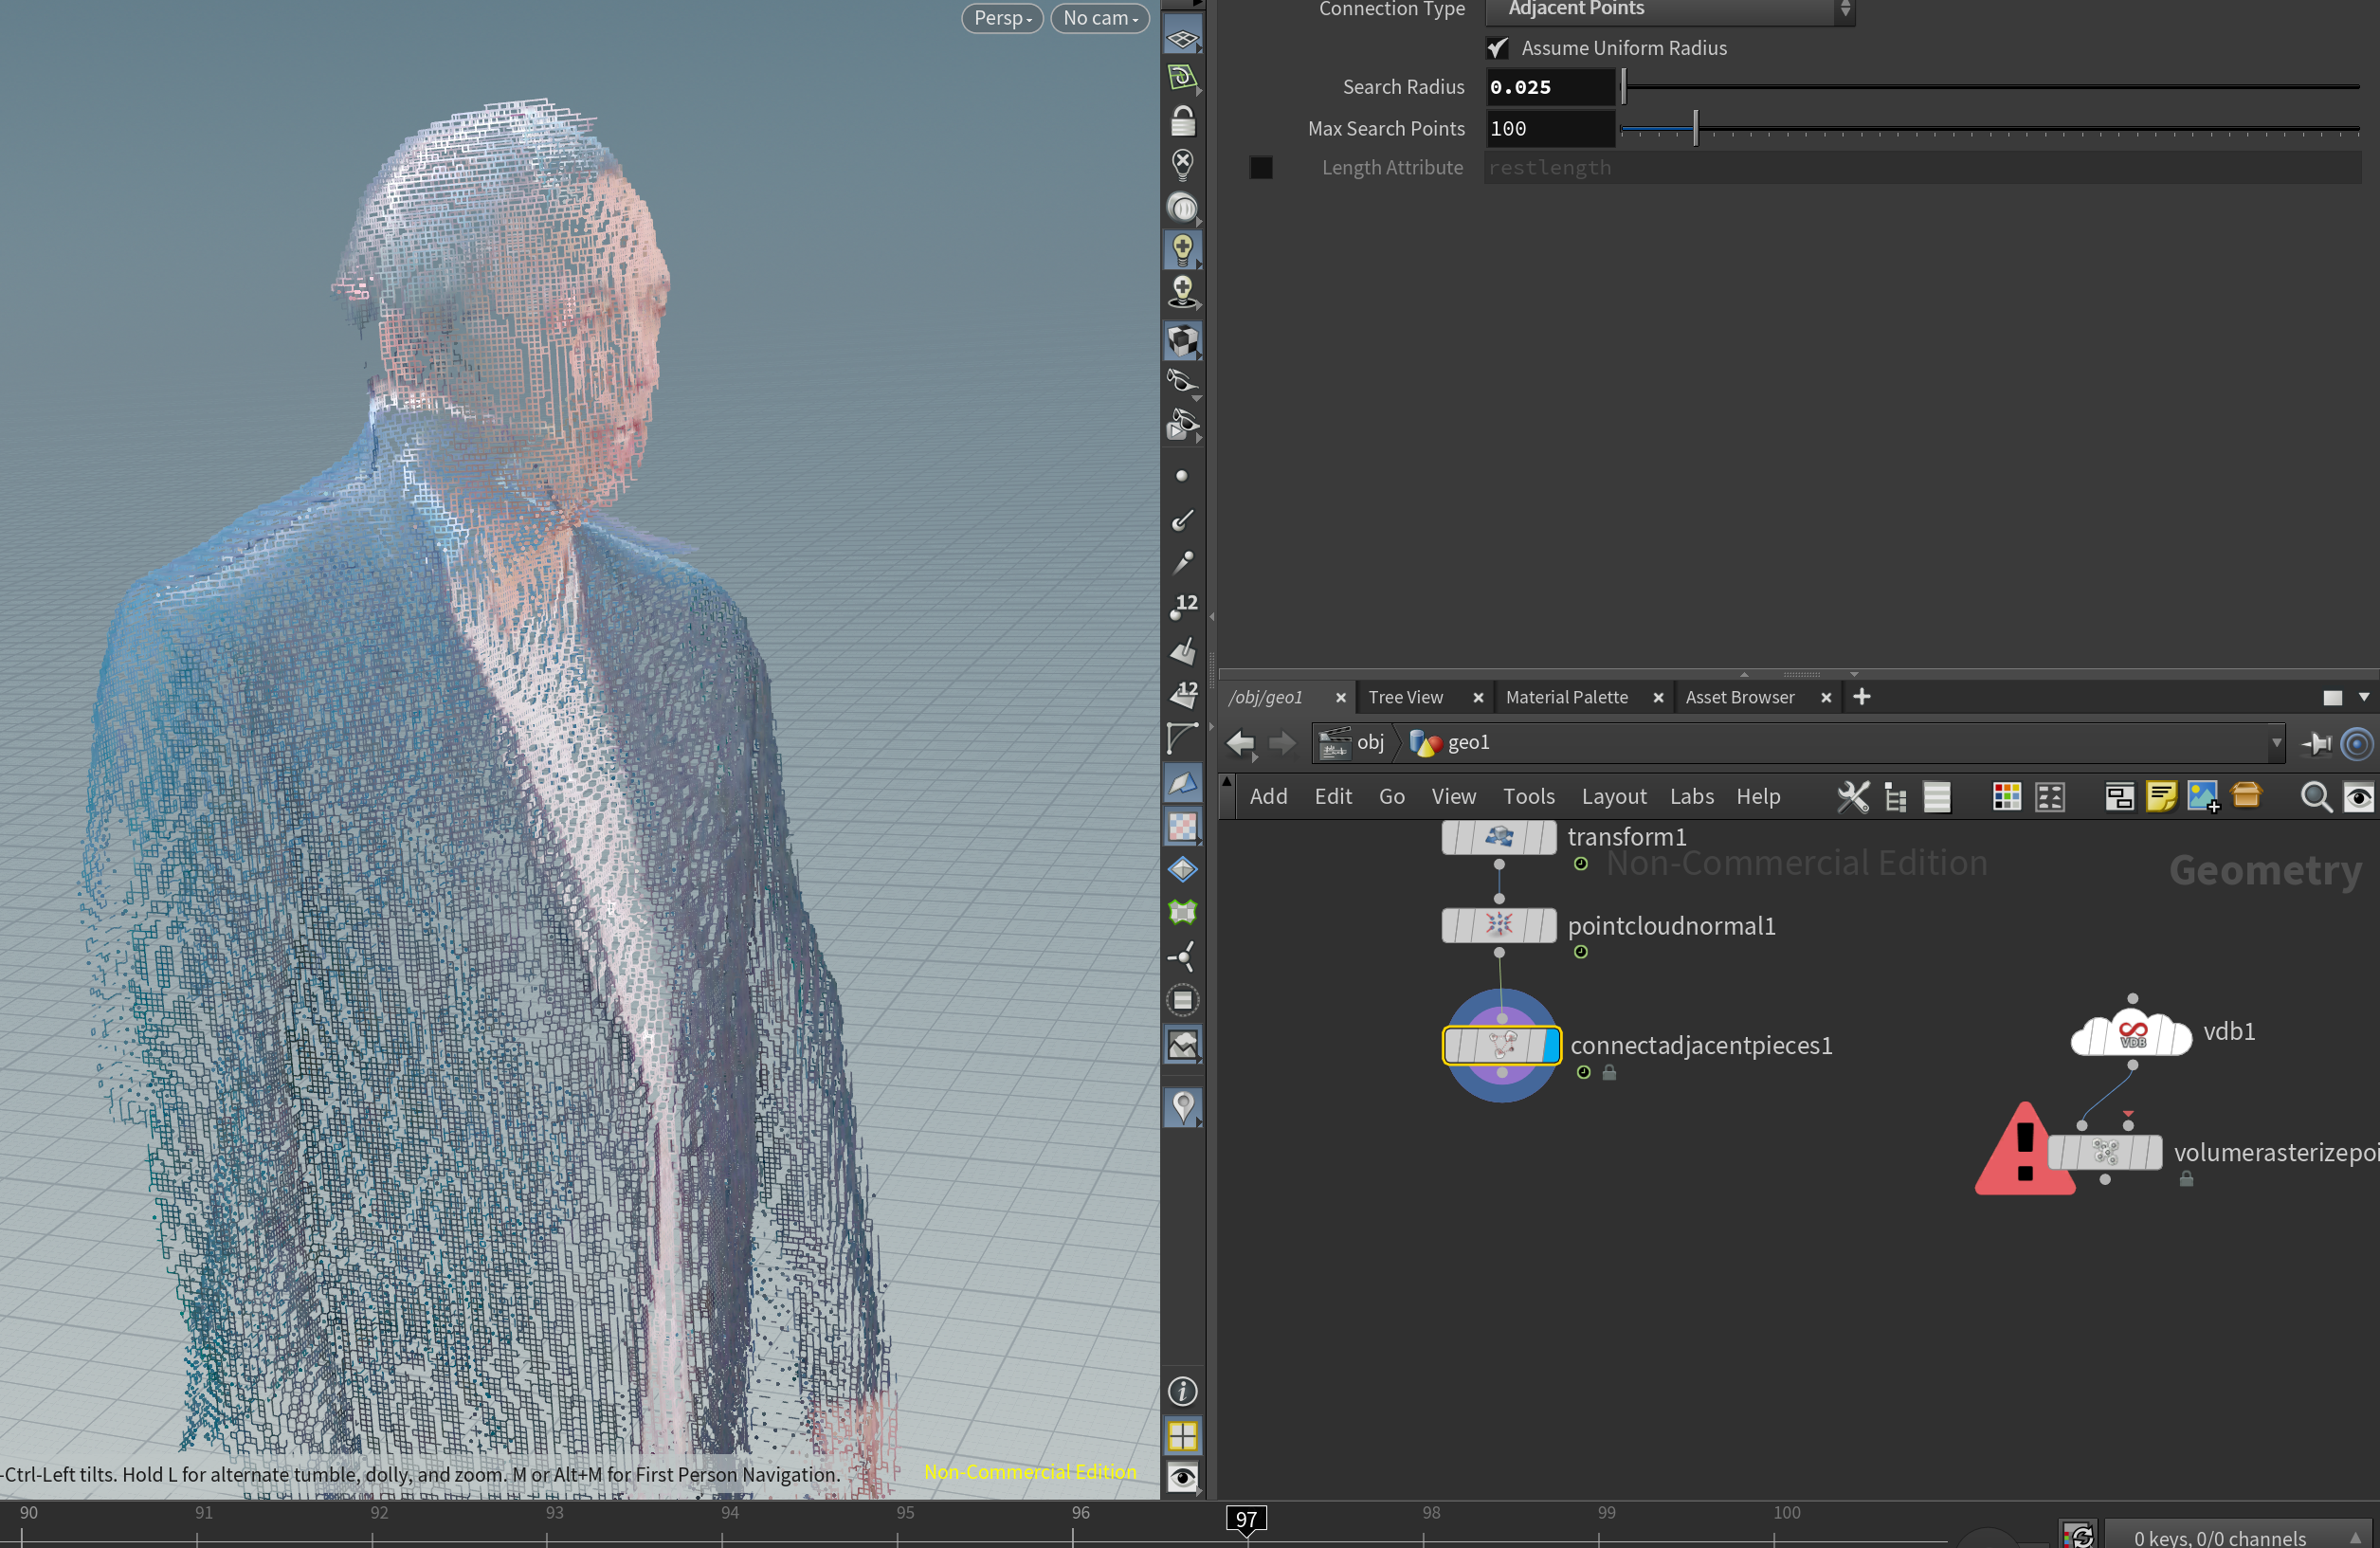 Persp
No cam
Connection Type
Adjacent Points
Assume Uniform Radius
Search Radius
0.025
Max Search Points
100
Length Attribute
restlength
12
12
/obj/geo1
Tree View
Material Palette
Asset Browser
obj
geo1
Add Edit Go View Tools Layout Labs Help
transform1
Non-Commercial Edition
Geometry
pointcloudnormal1
connectadjacentpieces1
VDB
vdb1
volumerasterizepoi
-Ctrl-Left tilts. Hold L for alternate tumble, dolly, and zoom. M or Alt+M for First Person Navigation.
Non-Commercial Edition
90 91 92 93 94 95 96 97 98 99 100
0 keys, 0/0 channels